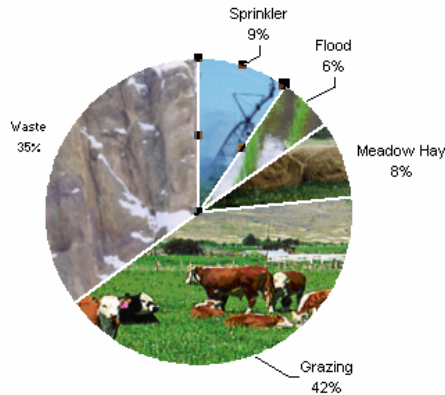 Sprinkler
9%
Flood
6%
Meadow Hay
8%
Waste
35%
Grazing
42%